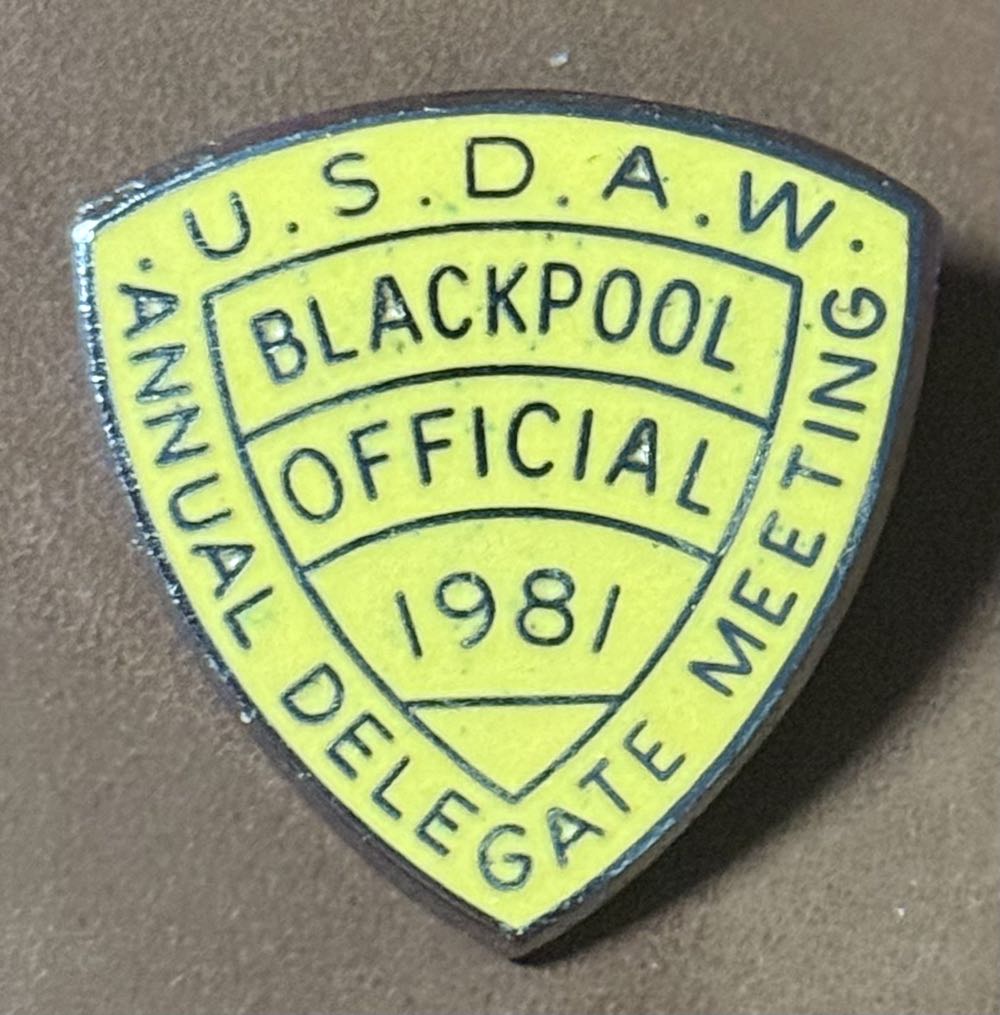 .U.S.D.A.W.
BLACKPOOL
OFFICIAL
1981
ANNUAL DELEGATE MEETING